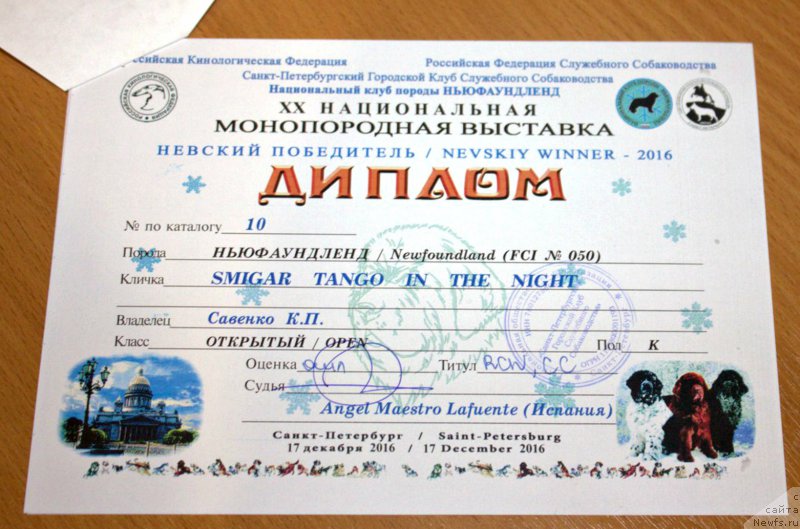 Российская Кинологическая Федерация Российская Федерация Служебного Собаководства
Санкт-Петербургский Городской Клуб Служебного Собаководства
Национальный клуб породы НЬЮФАУНДЛЕНД
XX НАЦИОНАЛЬНАЯ
МОНОПОРОДНАЯ ВЫСТАВКА
НЕВСКИЙ ПОБЕДИТЕЛЬ / NEVSKIY WINNER - 2016
ДИПЛОМ
№ по каталогу 10
Порода НЬЮФАУНДЛЕНД / Newfoundland (FCI № 050)
Кличка SMIGAR TANGO IN THE NIGHT
Владелец Савенко К.П.
Класс ОТКРЫТЫЙ / OPEN Пол К
Оценка отл Титул RCW, CC
Судья
Angel Maestro Lafuente (Испания)
Санкт-Петербург / Saint-Petersburg
17 декабря 2016 / 17 December 2016
с
сайта
Newfs.ru